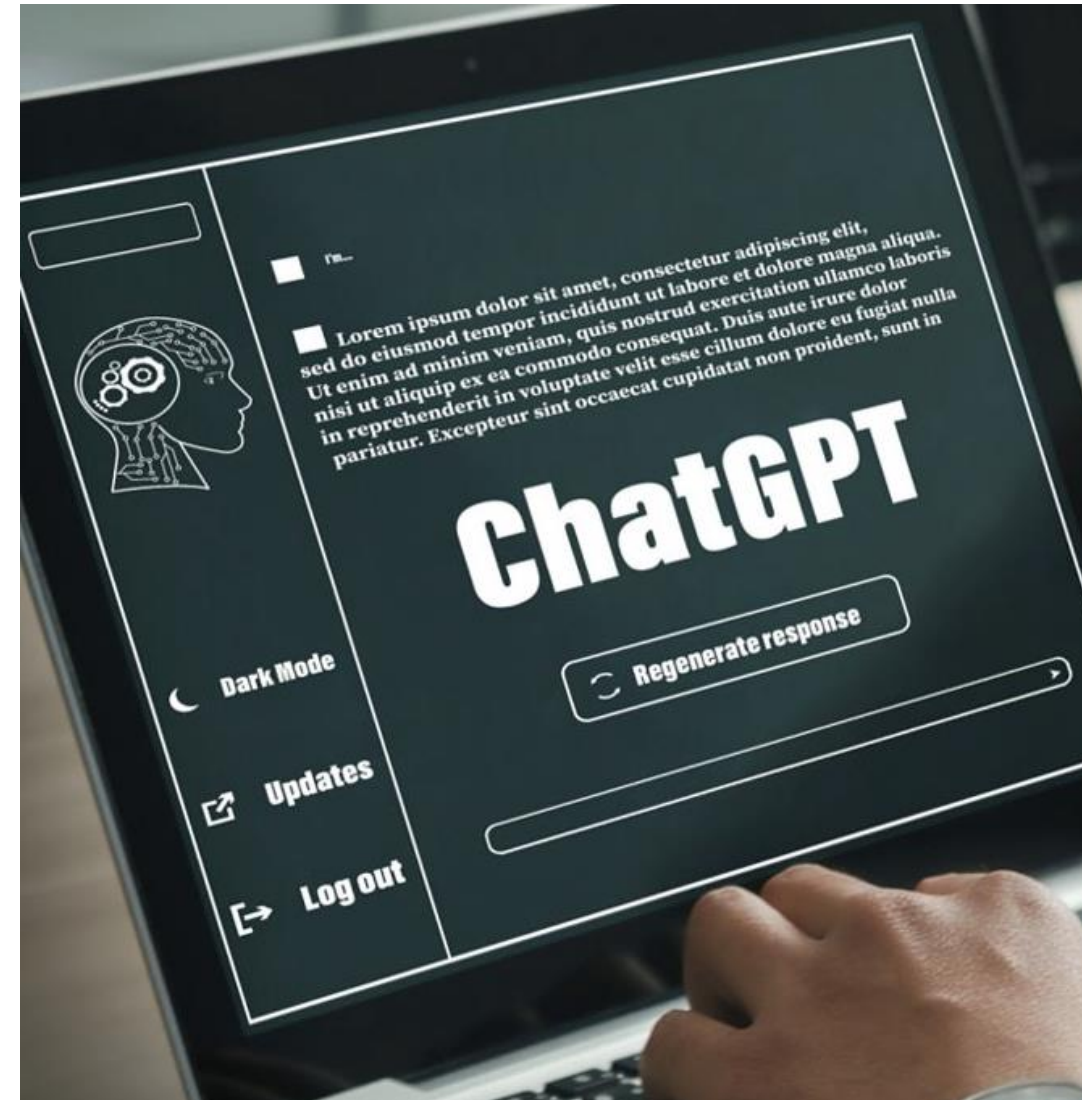 I'm...
Lorem ipsum dolor sit amet, consectetur adipiscing elit,
sed do eiusmod tempor incididunt ut labore et dolore magna aliqua.
Ut enim ad minim veniam, quis nostrud exercitation ullamco laboris
nisi ut aliquip ex ea commodo consequat. Duis aute irure dolor
in reprehenderit in voluptate velit esse cillum dolore eu fugiat nulla
pariatur. Excepteur sint occaecat cupidatat non proident, sunt in
ChatGPT
Regenerate response
Dark Mode
Updates
Log out